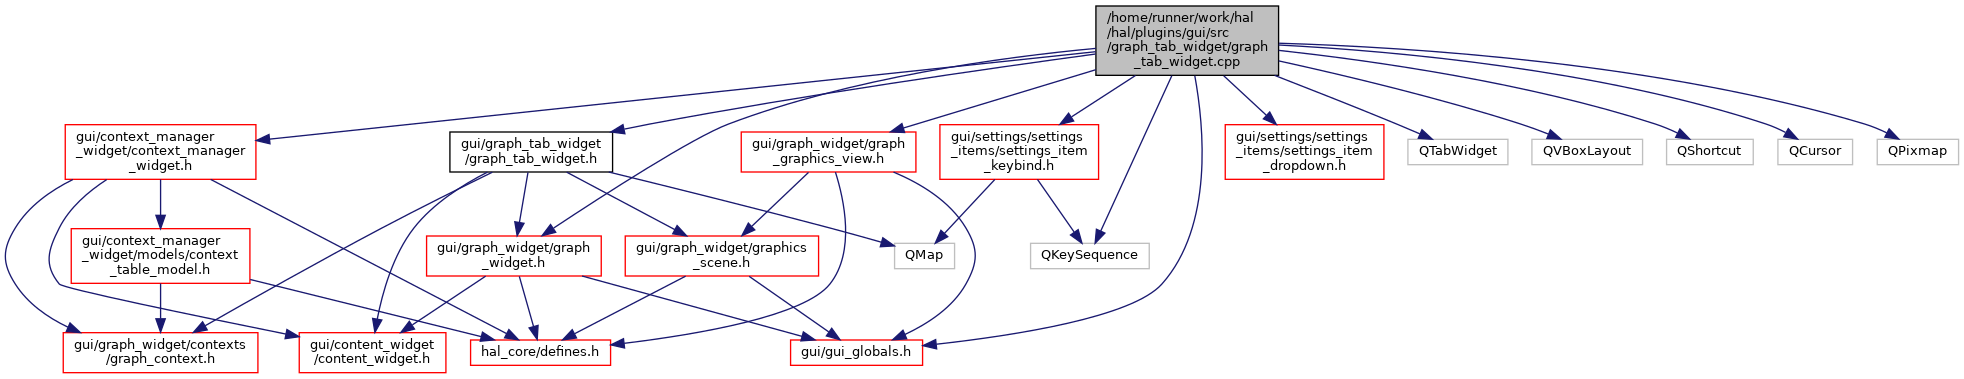 /home/runner/work/hal
/hal/plugins/gui/src
/graph_tab_widget/graph
_tab_widget.cpp
gui/context_manager
_widget/context_manager
_widget.h
gui/graph_tab_widget
/graph_tab_widget.h
gui/graph_widget/graph
_graphics_view.h
gui/settings/settings
_items/settings_item
_keybind.h
gui/settings/settings
_items/settings_item
_dropdown.h
QTabWidget
QVBoxLayout
QShortcut
QCursor
QPixmap
gui/context_manager
_widget/models/context
_table_model.h
gui/graph_widget/graph
_widget.h
gui/graph_widget/graphics
_scene.h
QMap
QKeySequence
gui/graph_widget/contexts
/graph_context.h
gui/content_widget
/content_widget.h
hal_core/defines.h
gui/gui_globals.h